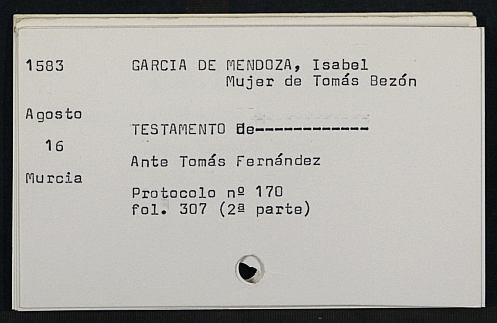 1583
GARCIA DE MENDOZA, Isabel
Mujer de Tomás Bezón
Agosto
16
Murcia
TESTAMENTO de------------
Ante Tomás Fernández
Protocolo nº 170
fol. 307 (2ª parte)